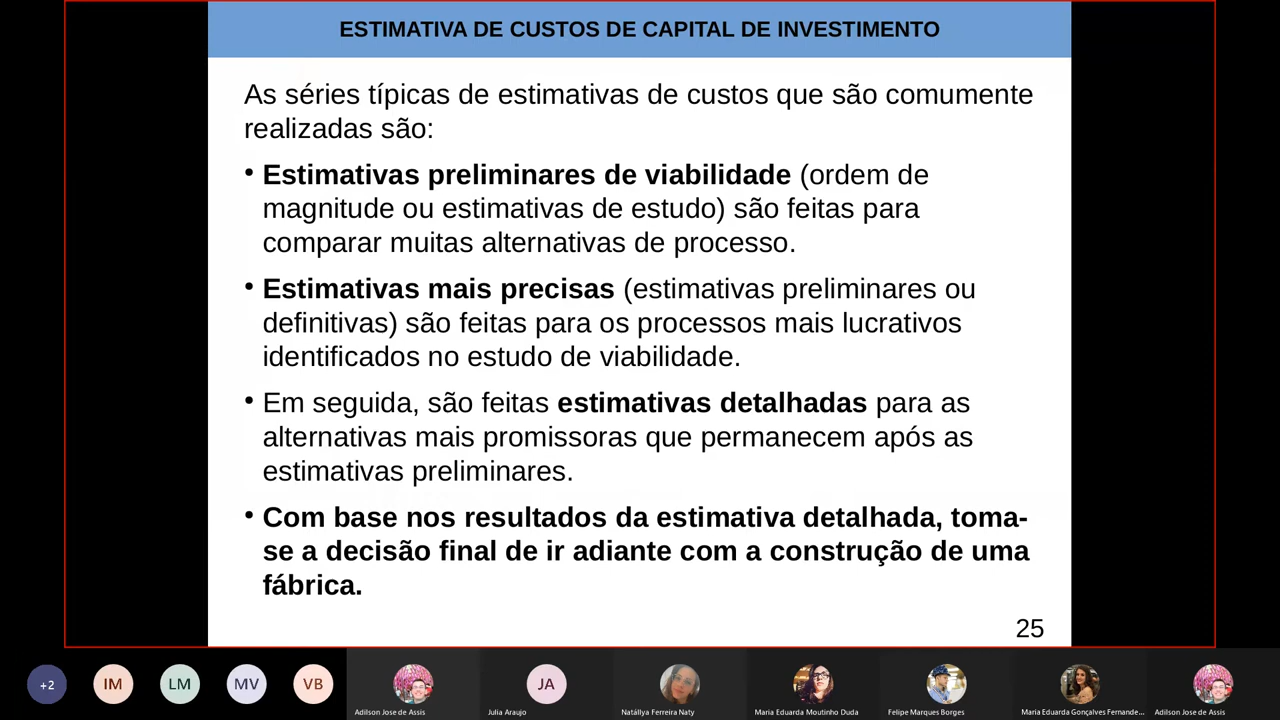 ESTIMATIVA DE CUSTOS DE CAPITAL DE INVESTIMENTO
As séries típicas de estimativas de custos que são comumente
realizadas são:
• Estimativas preliminares de viabilidade (ordem de
magnitude ou estimativas de estudo) são feitas para
comparar muitas alternativas de processo.
• Estimativas mais precisas (estimativas preliminares ou
definitivas) são feitas para os processos mais lucrativos
identificados no estudo de viabilidade.
• Em seguida, são feitas estimativas detalhadas para as
alternativas mais promissoras que permanecem após as
estimativas preliminares.
• Com base nos resultados da estimativa detalhada, toma-
se a decisão final de ir adiante com a construção de uma
fábrica.
25
+2 IM LM MV VB JA
Adilson Jose de Assis Julia Araujo Natállya Ferreira Naty Maria Eduarda Moutinho Duda Felipe Marques Borges Maria Eduarda Gonçalves Fernande... Adilson Jose de Assis